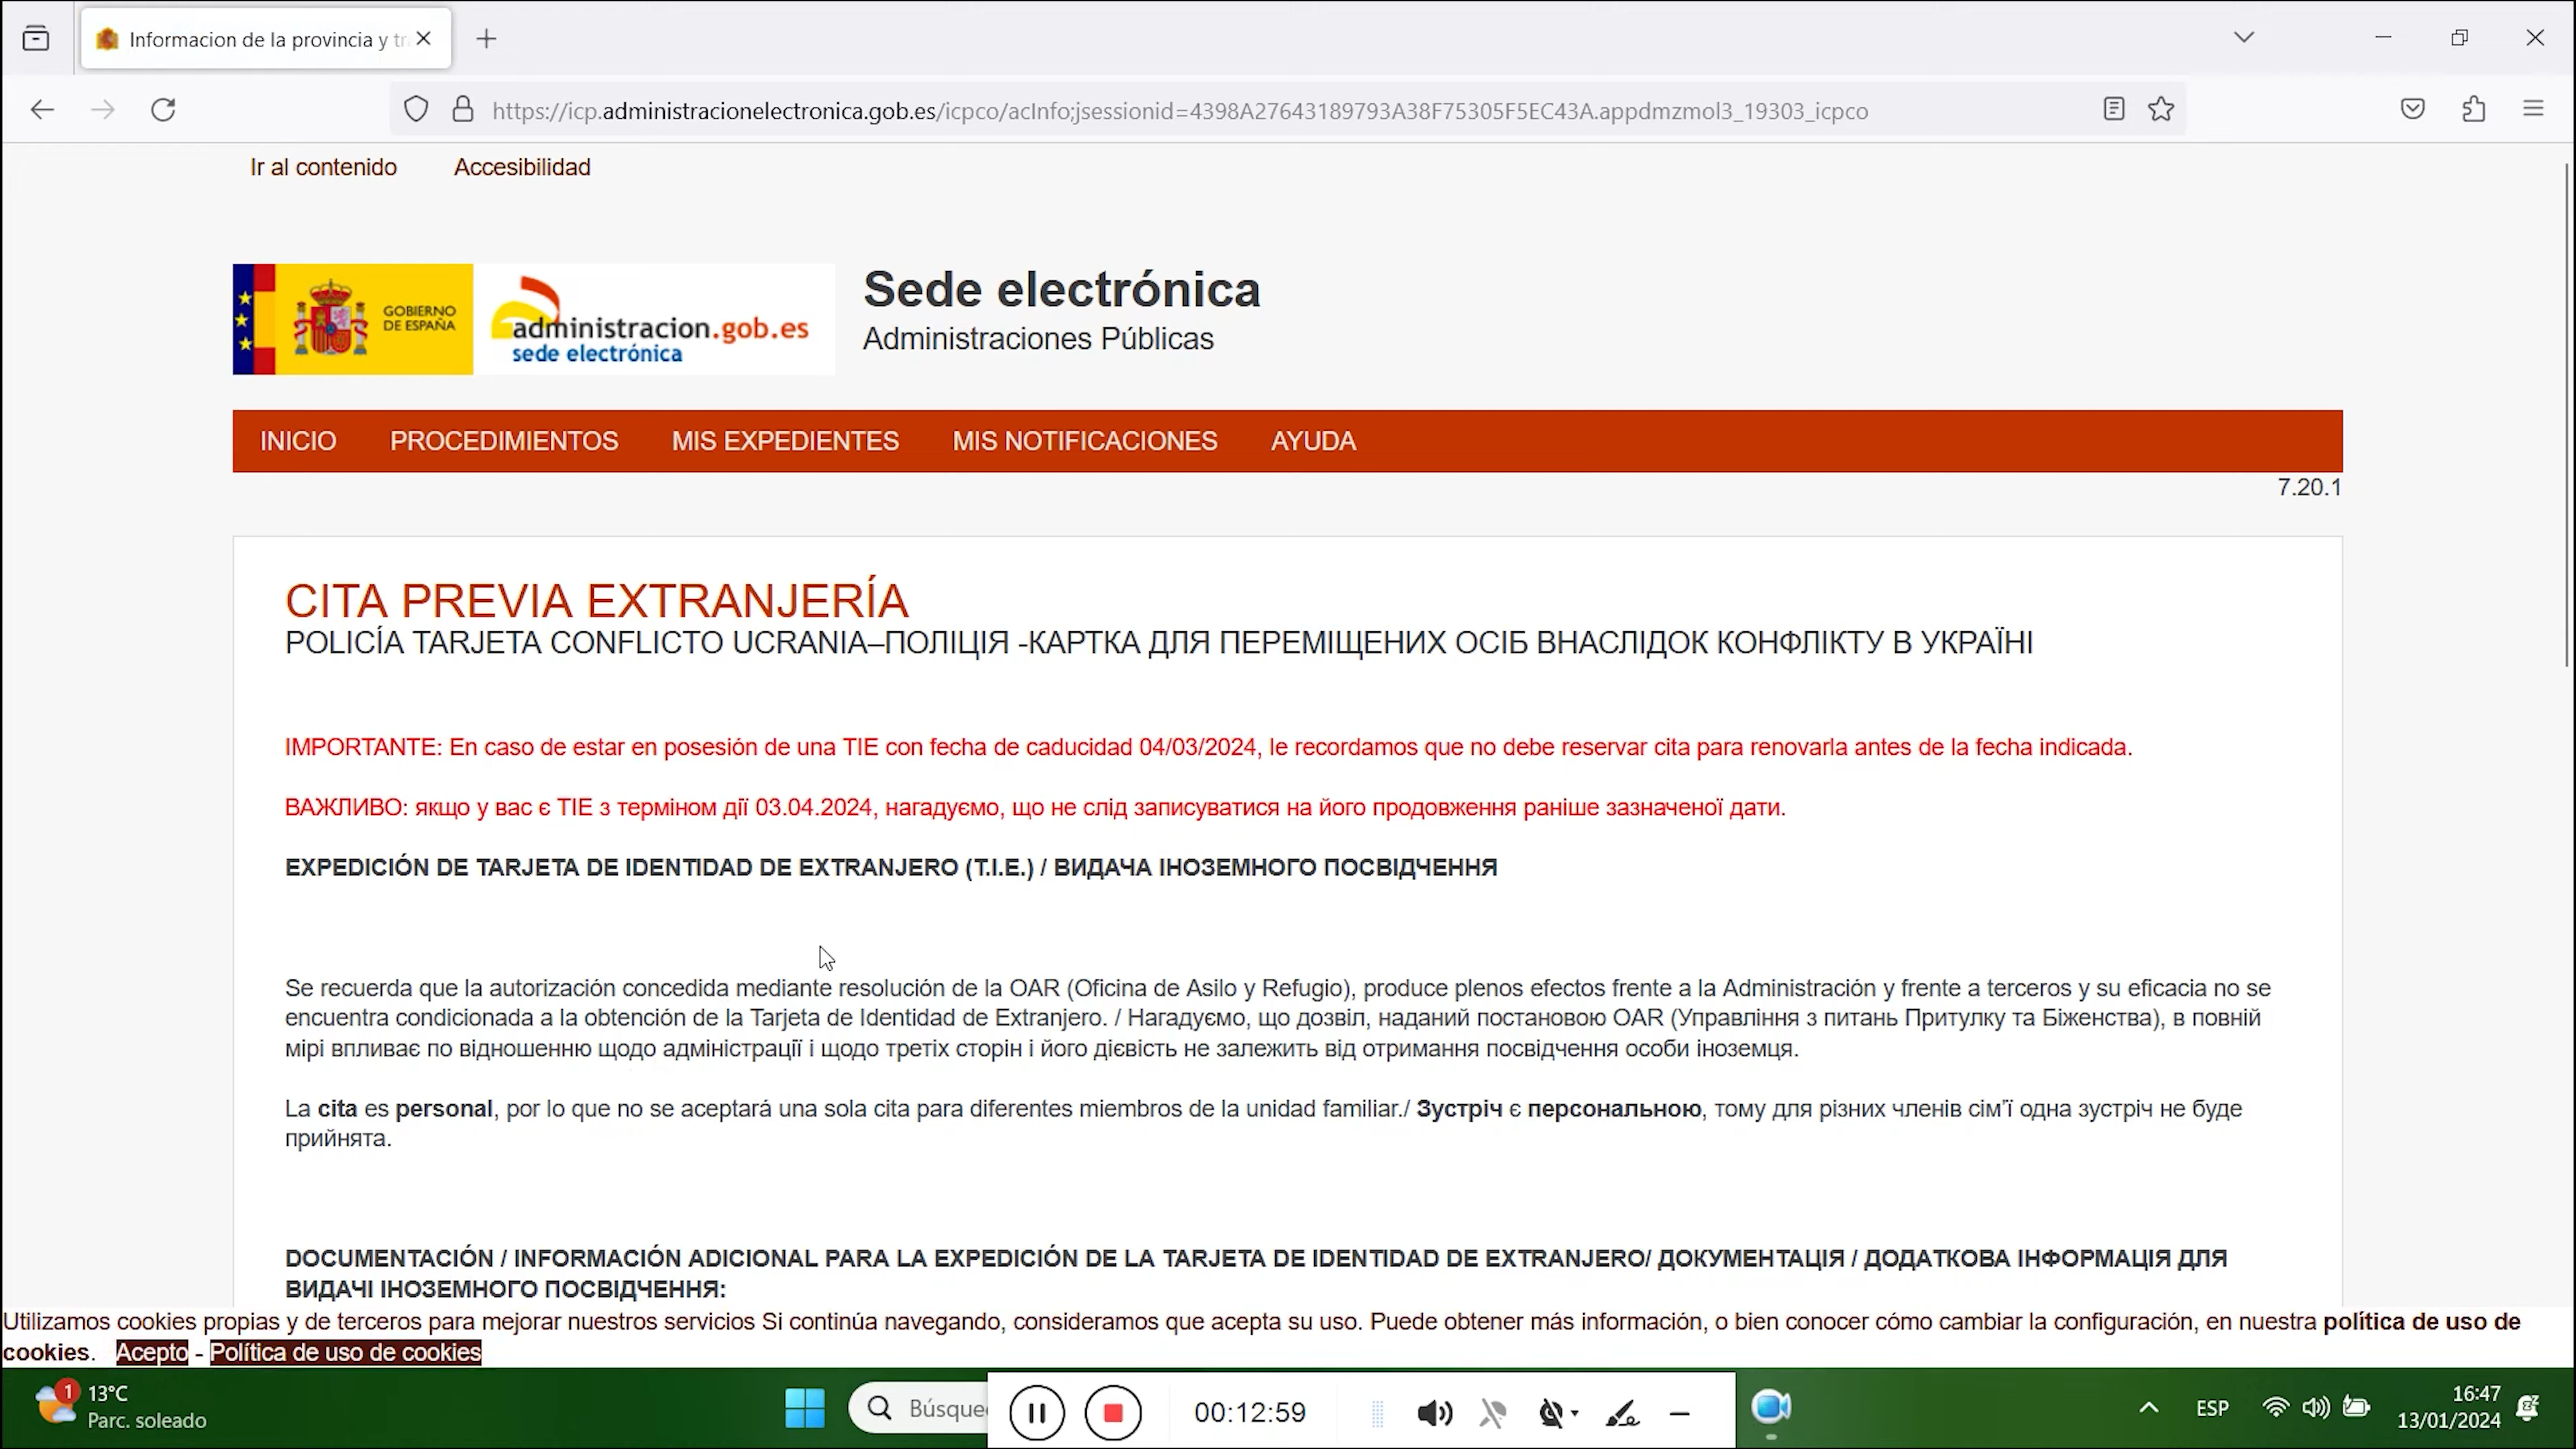 Informacion de la provincia y tr
https://icp.administracionelectronica.gob.es/icpco/acInfo;jsessionid=4398A27643189793A38F75305F5EC43A.appdmzmol3_19303_icpco
Ir al contenido Accesibilidad
GOBIERNO
DE ESPAÑA
administracion.gob.es
sede electrónica
Sede electrónica
Administraciones Públicas
INICIO PROCEDIMIENTOS MIS EXPEDIENTES MIS NOTIFICACIONES AYUDA
7.20.1
CITA PREVIA EXTRANJERÍA
POLICÍA TARJETA CONFLICTO UCRANIA–ПОЛІЦІЯ -КАРТКА ДЛЯ ПЕРЕМІЩЕНИХ ОСІБ ВНАСЛІДОК КОНФЛІКТУ В УКРАЇНІ
IMPORTANTE: En caso de estar en posesión de una TIE con fecha de caducidad 04/03/2024, le recordamos que no debe reservar cita para renovarla antes de la fecha indicada.
ВАЖЛИВО: якщо у вас є TIE з терміном дії 03.04.2024, нагадуємо, що не слід записуватися на його продовження раніше зазначеної дати.
EXPEDICIÓN DE TARJETA DE IDENTIDAD DE EXTRANJERO (T.I.E.) / ВИДАЧА ІНОЗЕМНОГО ПОСВІДЧЕННЯ
Se recuerda que la autorización concedida mediante resolución de la OAR (Oficina de Asilo y Refugio), produce plenos efectos frente a la Administración y frente a terceros y su eficacia no se
encuentra condicionada a la obtención de la Tarjeta de Identidad de Extranjero. / Нагадуємо, що дозвіл, наданий постановою OAR (Управління з питань Притулку та Біженства), в повній
мірі впливає по відношенню щодо адміністрації і щодо третіх сторін і його дієвість не залежить від отримання посвідчення особи іноземця.
La cita es personal, por lo que no se aceptará una sola cita para diferentes miembros de la unidad familiar./ Зустріч є персональною, тому для різних членів сім'ї одна зустріч не буде
прийнята.
DOCUMENTACIÓN / INFORMACIÓN ADICIONAL PARA LA EXPEDICIÓN DE LA TARJETA DE IDENTIDAD DE EXTRANJERO/ ДОКУМЕНТАЦІЯ / ДОДАТКОВА ІНФОРМАЦІЯ ДЛЯ
ВИДАЧІ ІНОЗЕМНОГО ПОСВІДЧЕННЯ:
Utilizamos cookies propias y de terceros para mejorar nuestros servicios Si continúa navegando, consideramos que acepta su uso. Puede obtener más información, o bien conocer cómo cambiar la configuración, en nuestra política de uso de
cookies. Acepto - Política de uso de cookies
1 13°C
Parc. soleado
Búsque
00:12:59
ESP
16:47
13/01/2024